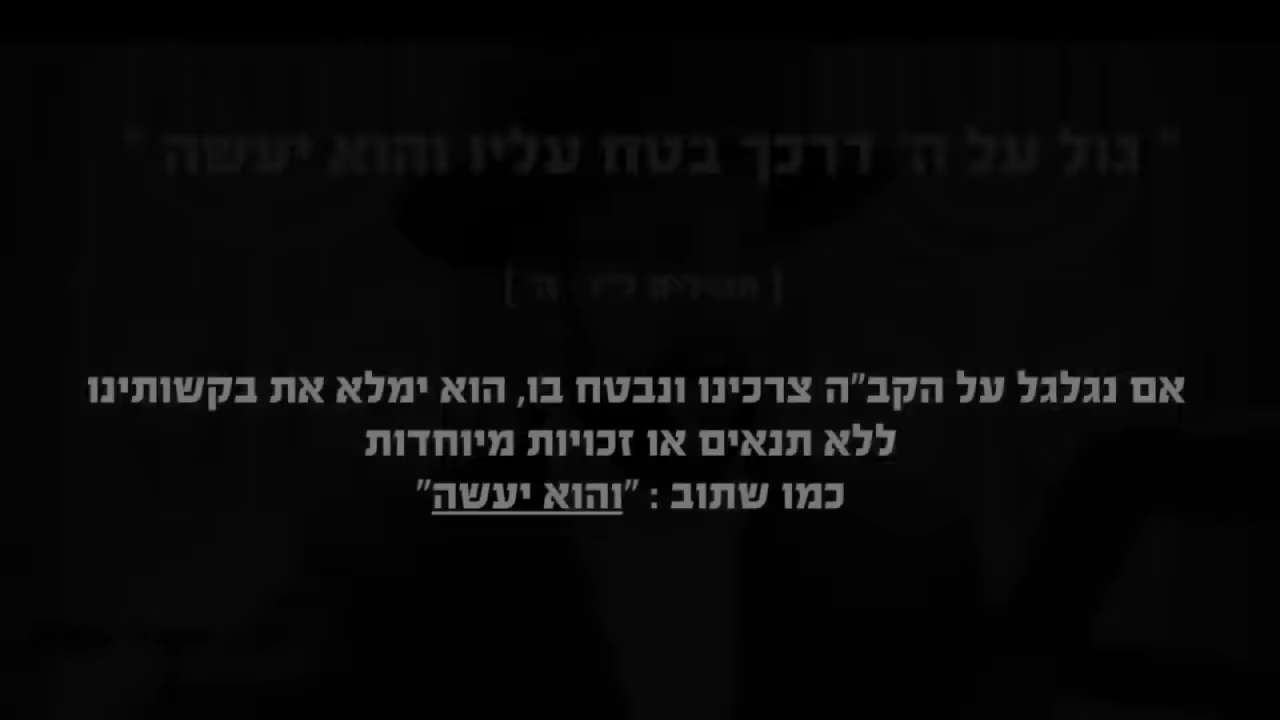 " גול על ה' דרכך בטח עליו והוא יעשה "
[ תהילים ל"ז - ה' ]
אם נגלגל על הקב"ה צרכינו ונבטח בו, הוא ימלא את בקשותינו
ללא תנאים או זכויות מיוחדות
כמו שתוב : "והוא יעשה"